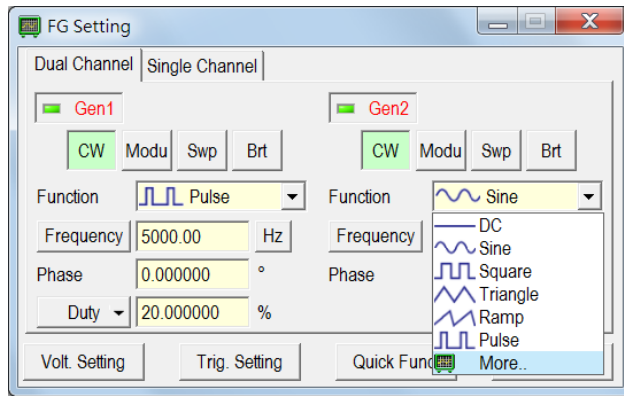 FG Setting
Dual Channel Single Channel
Gen1 Gen2
CW Modu Swp Brt CW Modu Swp Brt
Function Pulse Function Sine
Frequency 5000.00 Hz Frequency DC
Sine
Phase 0.000000 ° Phase Square
Triangle
Duty 20.000000 % Ramp
Pulse
Volt. Setting Trig. Setting Quick Func More..